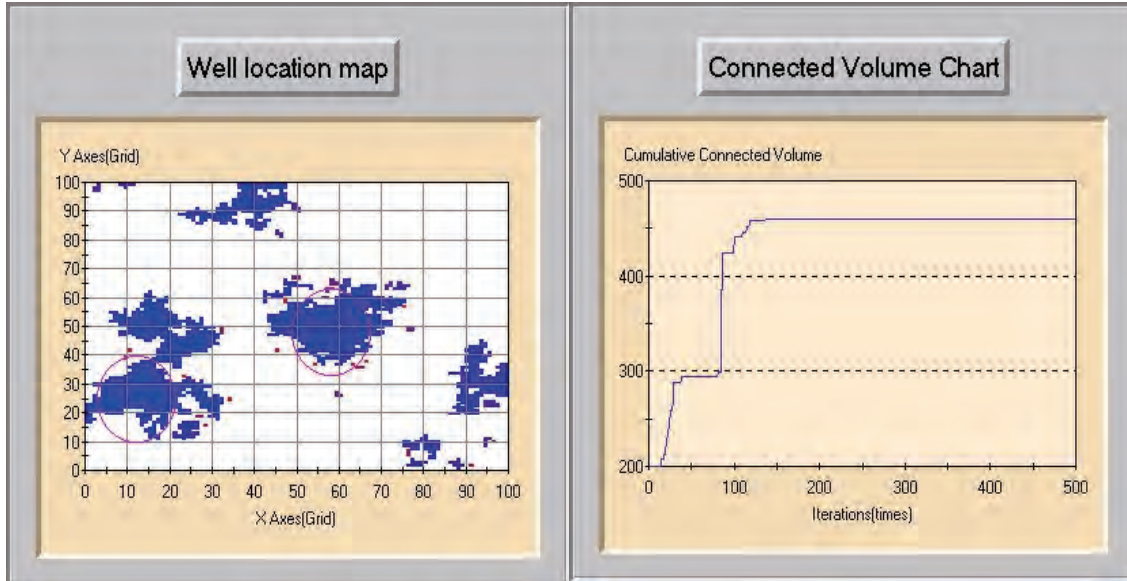 Well location map
Y Axes(Grid)
100
90
80
70
60
50
40
30
20
10
0
0 10 20 30 40 50 60 70 80 90 100
X Axes(Grid)
Connected Volume Chart
Cumulative Connected Volume
500
400
300
200
0 100 200 300 400 500
Iterations(times)